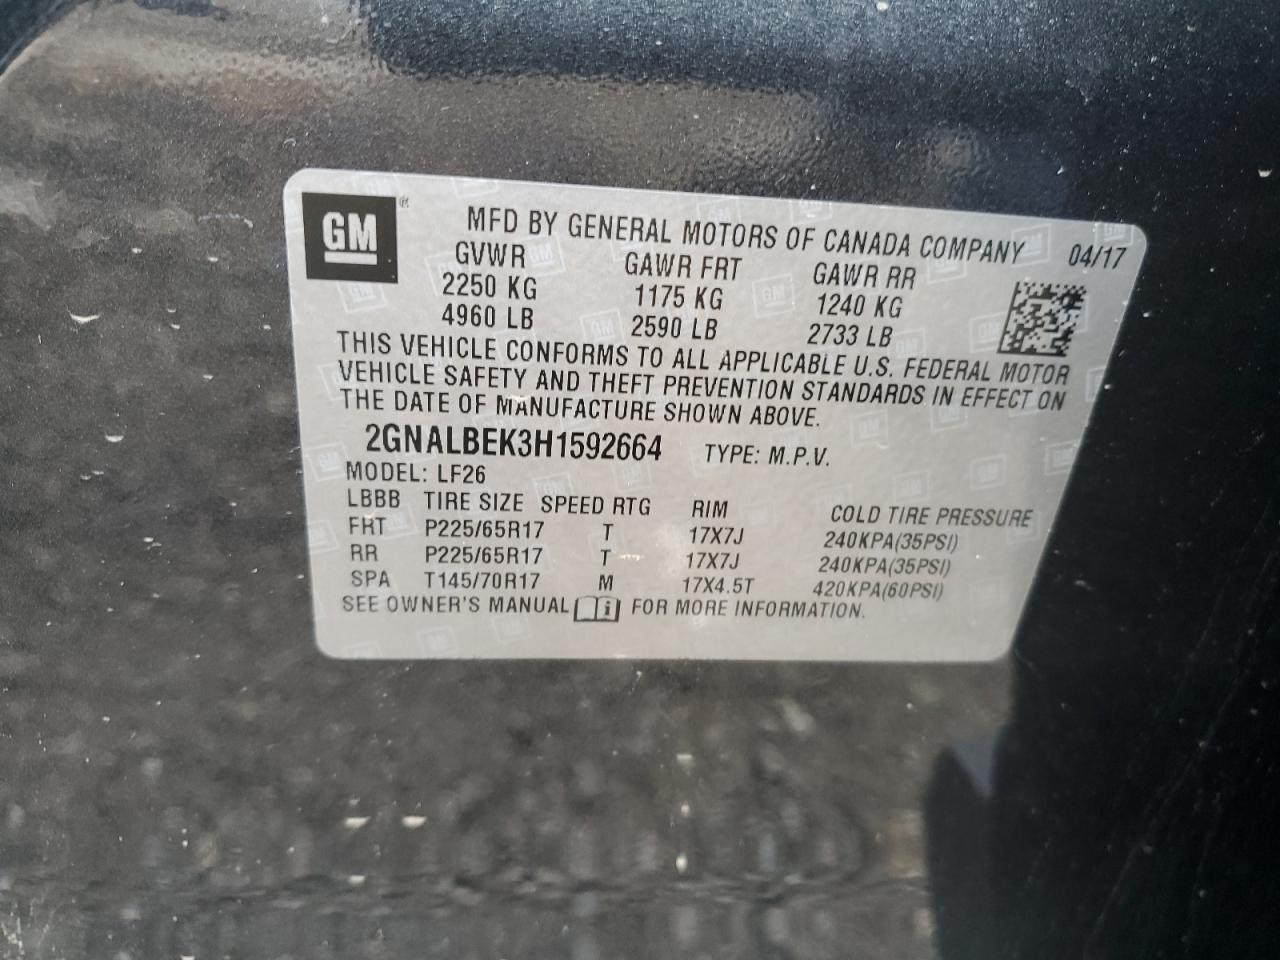 GM ®
MFD BY GENERAL MOTORS OF CANADA COMPANY 04/17
GVWR GAWR FRT GAWR RR
2250 KG 1175 KG 1240 KG
4960 LB 2590 LB 2733 LB
THIS VEHICLE CONFORMS TO ALL APPLICABLE U.S. FEDERAL MOTOR
VEHICLE SAFETY AND THEFT PREVENTION STANDARDS IN EFFECT ON
THE DATE OF MANUFACTURE SHOWN ABOVE.
2GNALBEK3H1592664 TYPE: M.P.V.
MODEL: LF26
LBBB TIRE SIZE SPEED RTG RIM COLD TIRE PRESSURE
FRT P225/65R17 T 17X7J 240KPA(35PSI)
RR P225/65R17 T 17X7J 240KPA(35PSI)
SPA T145/70R17 M 17X4.5T 420KPA(60PSI)
SEE OWNER'S MANUAL i FOR MORE INFORMATION.